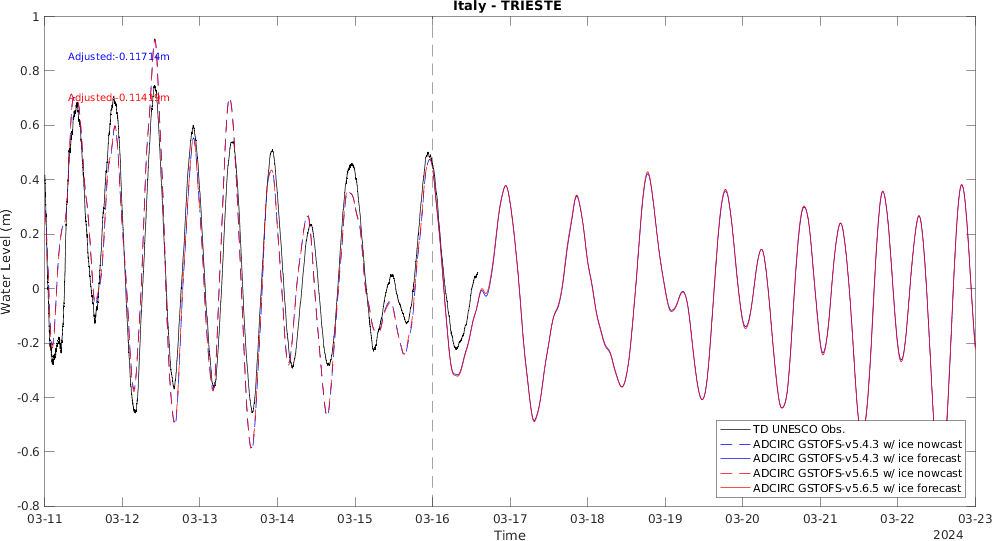 Italy - TRIESTE
1
0.8
0.6
0.4
0.2
0
-0.2
-0.4
-0.6
-0.8
Water Level (m)
Adjusted:-0.11714m
Adjusted:-0.11419m
TD UNESCO Obs.
ADCIRC GSTOFS-v5.4.3 w/ ice nowcast
ADCIRC GSTOFS-v5.4.3 w/ ice forecast
ADCIRC GSTOFS-v5.6.5 w/ ice nowcast
ADCIRC GSTOFS-v5.6.5 w/ ice forecast
03-11 03-12 03-13 03-14 03-15 03-16 03-17 03-18 03-19 03-20 03-21 03-22 03-23
Time
2024